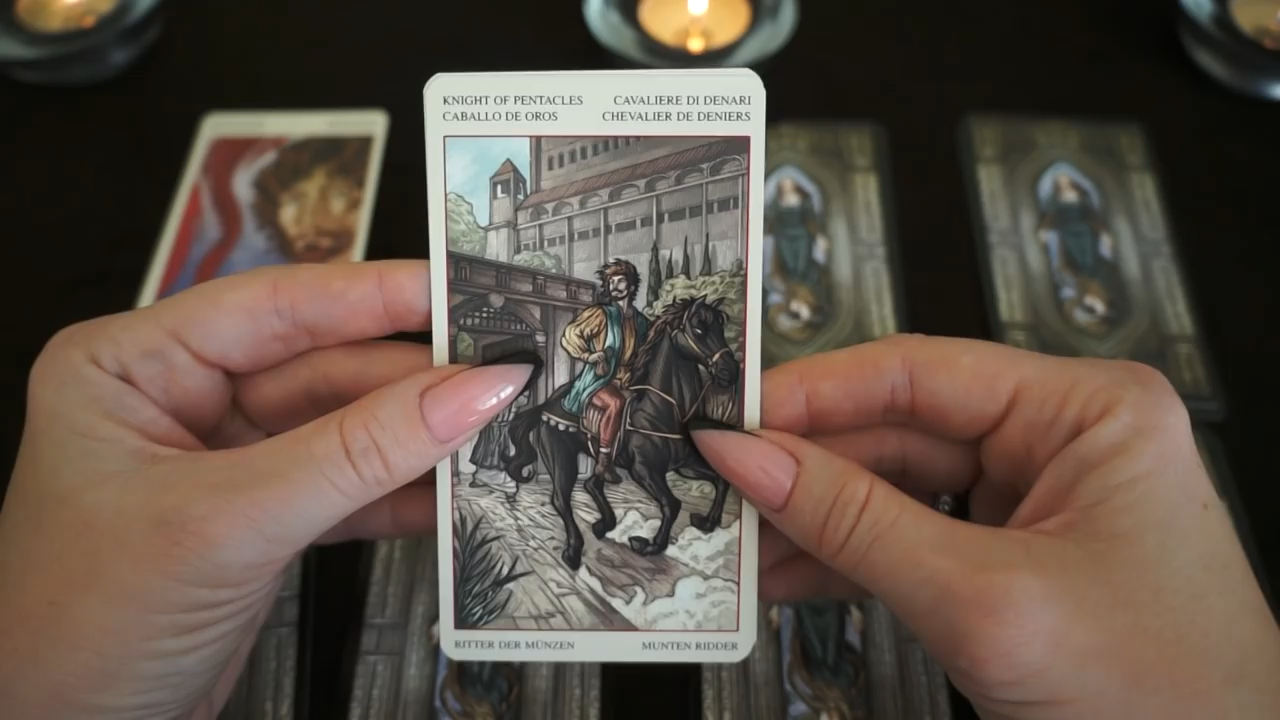 KNIGHT OF PENTACLES CAVALIERE DI DENARI
CABALLO DE OROS CHEVALIER DE DENIERS
RITTER DER MÜNZEN MUNTEN RIDDER